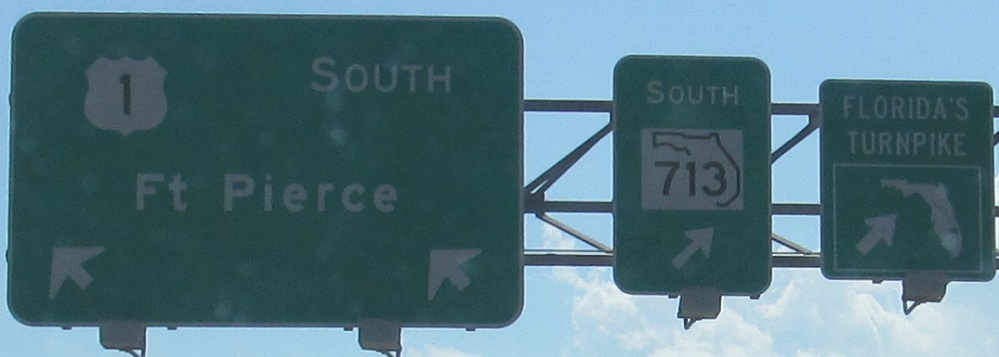 1 SOUTH
Ft Pierce
SOUTH
713
FLORIDA'S
TURNPIKE